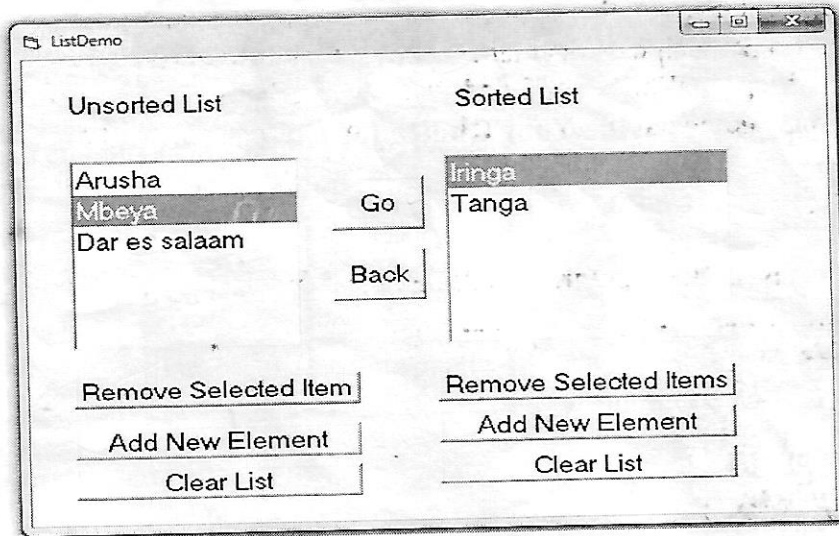 ListDemo
Unsorted List
Sorted List
Arusha
Mbeya
Dar es salaam
Go
Back
Iringa
Tanga
Remove Selected Item
Add New Element
Clear List
Remove Selected Items
Add New Element
Clear List